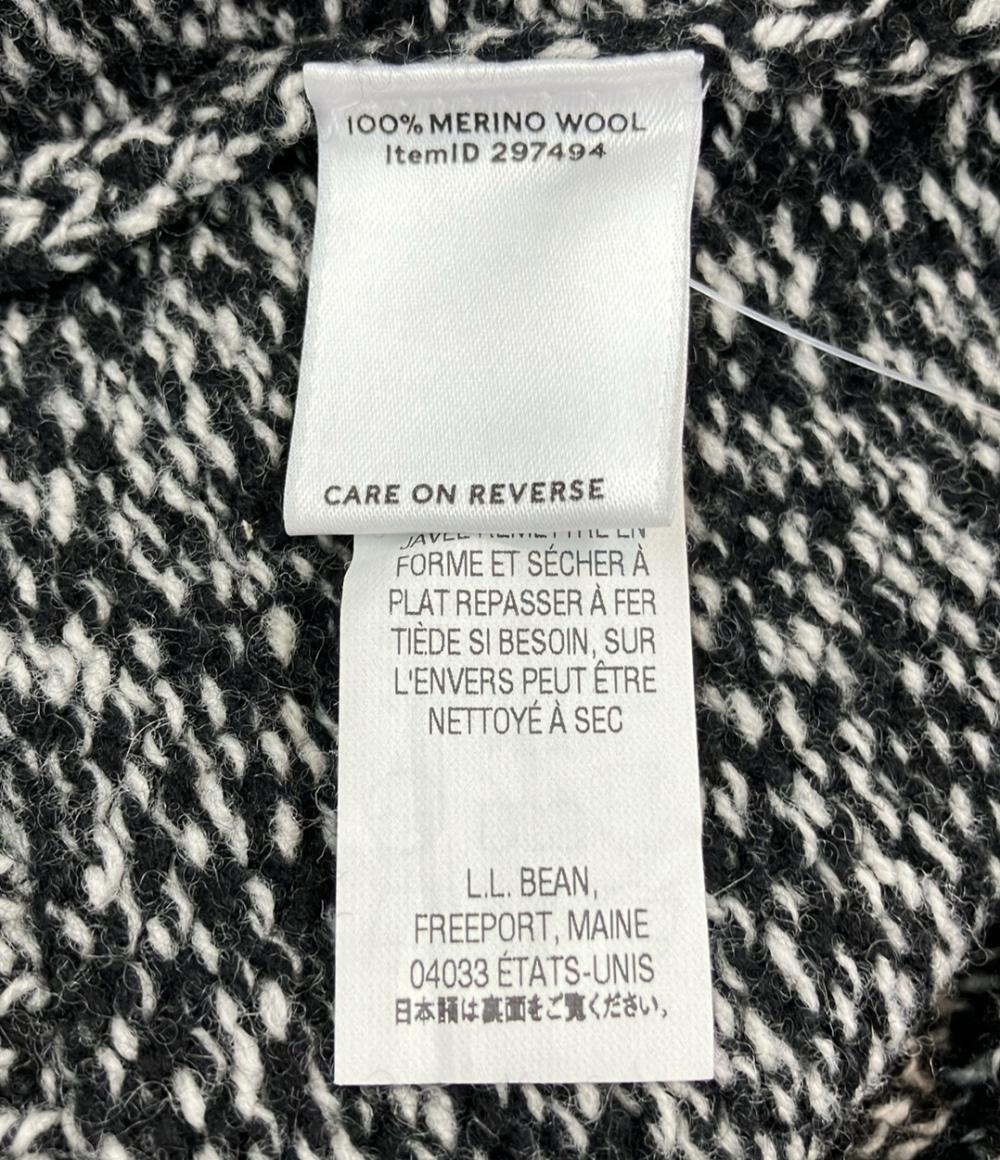 100% MERINO WOOL
ItemID 297494
CARE ON REVERSE
FORME ET SÉCHER À
PLAT REPASSER À FER
TIÈDE SI BESOIN, SUR
L'ENVERS PEUT ÊTRE
NETTOYÉ À SEC
L.L. BEAN,
FREEPORT, MAINE
04033 ÉTATS-UNIS
日本語は裏面をご覧ください。